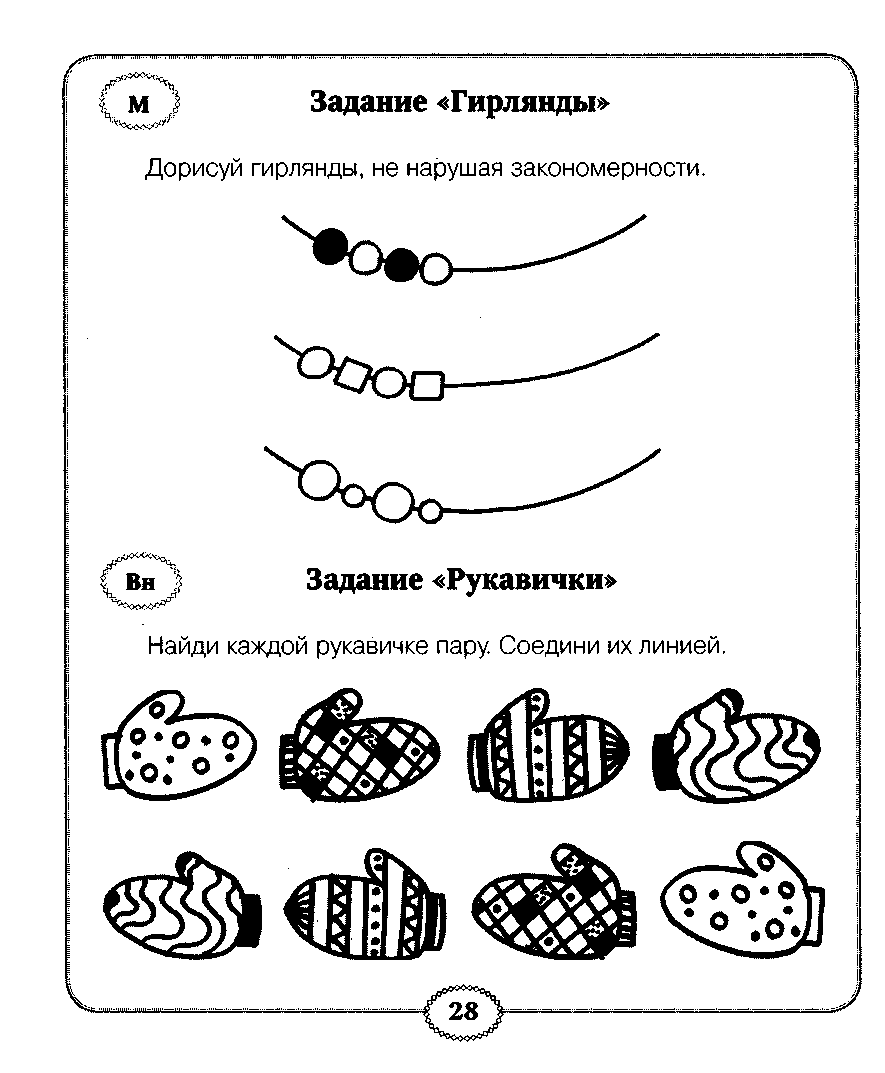 М
Задание «Гирлянды»
Дорисуй гирлянды, не нарушая закономерности.
Вн
Задание «Рукавички»
Найди каждой рукавичке пару. Соедини их линией.
28